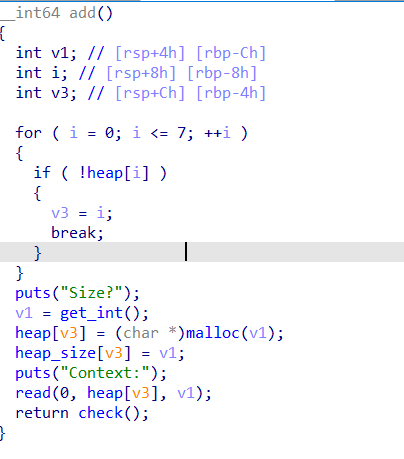 __int64 add()
{
  int v1; // [rsp+4h] [rbp-Ch]
  int i; // [rsp+8h] [rbp-8h]
  int v3; // [rsp+Ch] [rbp-4h]

  for ( i = 0; i <= 7; ++i )
  {
    if ( !heap[i] )
    {
      v3 = i;
      break;
    }
  }
  puts("Size?");
  v1 = get_int();
  heap[v3] = (char *)malloc(v1);
  heap_size[v3] = v1;
  puts("Context:");
  read(0, heap[v3], v1);
  return check();
}